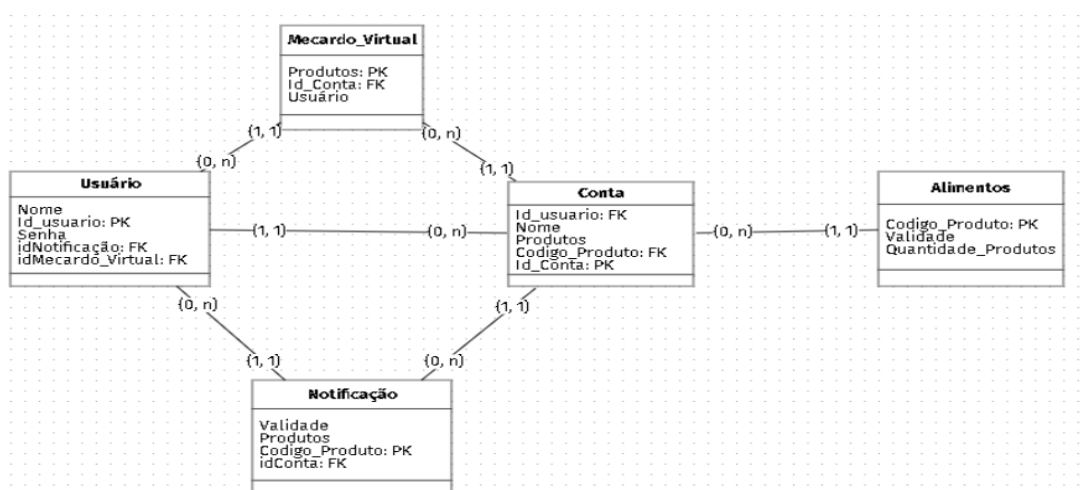 Mecardo_Virtual
Produtos: PK
Id_Conta: FK
Usuário
(1, 1)
(0, n)
(0, n)
(1, 1)
Usuário
Nome
Id_usuario: PK
Senha
idNotificação: FK
idMecardo_Virtual: FK
(1, 1)
(0, n)
Conta
Id_usuario: FK
Nome
Produtos
Codigo_Produto: FK
Id_Conta: PK
(0, n)
(1, 1)
Alimentos
Codigo_Produto: PK
Validade
Quantidade_Produtos
(0, n)
(1, 1)
(1, 1)
(0, n)
Notificação
Validade
Produtos
Codigo_Produto: PK
idConta: FK